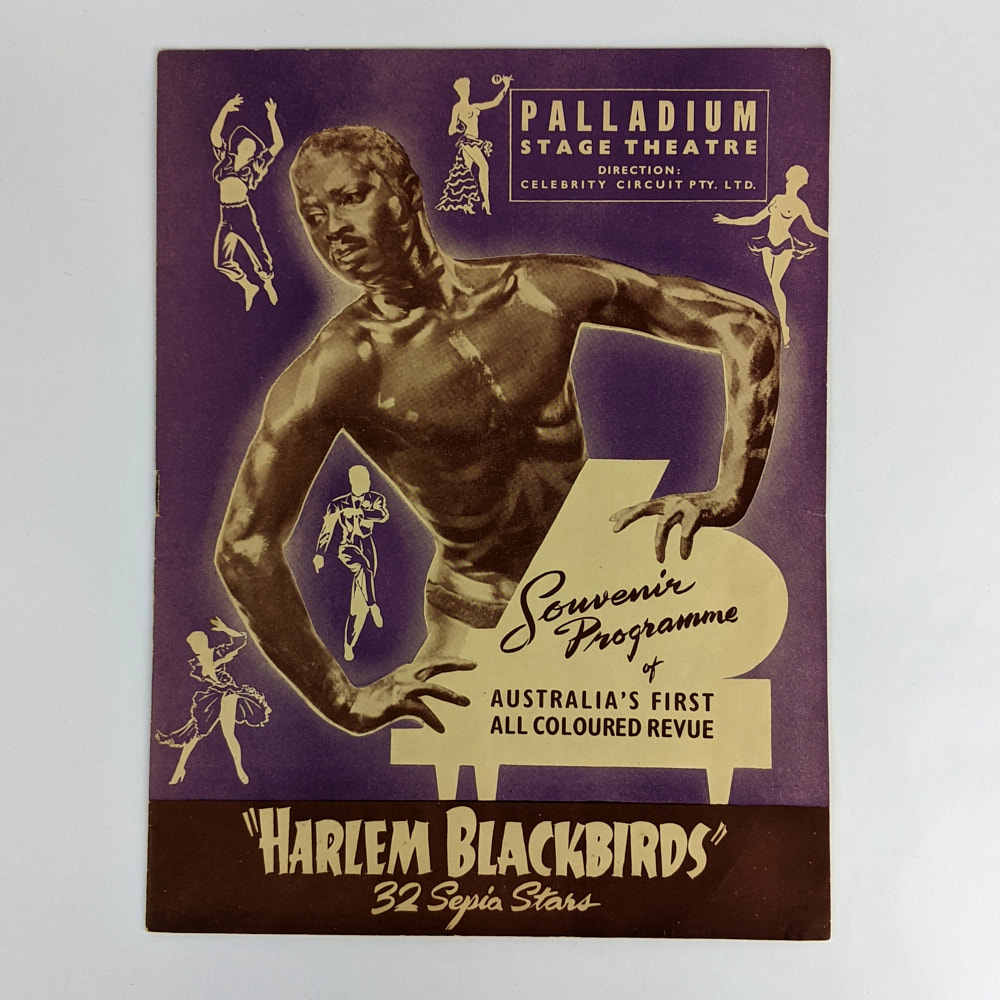 PALLADIUM
STAGE THEATRE
DIRECTION:
CELEBRITY CIRCUIT PTY. LTD.
Souvenir
Programme
of
AUSTRALIA'S FIRST
ALL COLOURED REVUE
"HARLEM BLACKBIRDS"
32 Sepia Stars